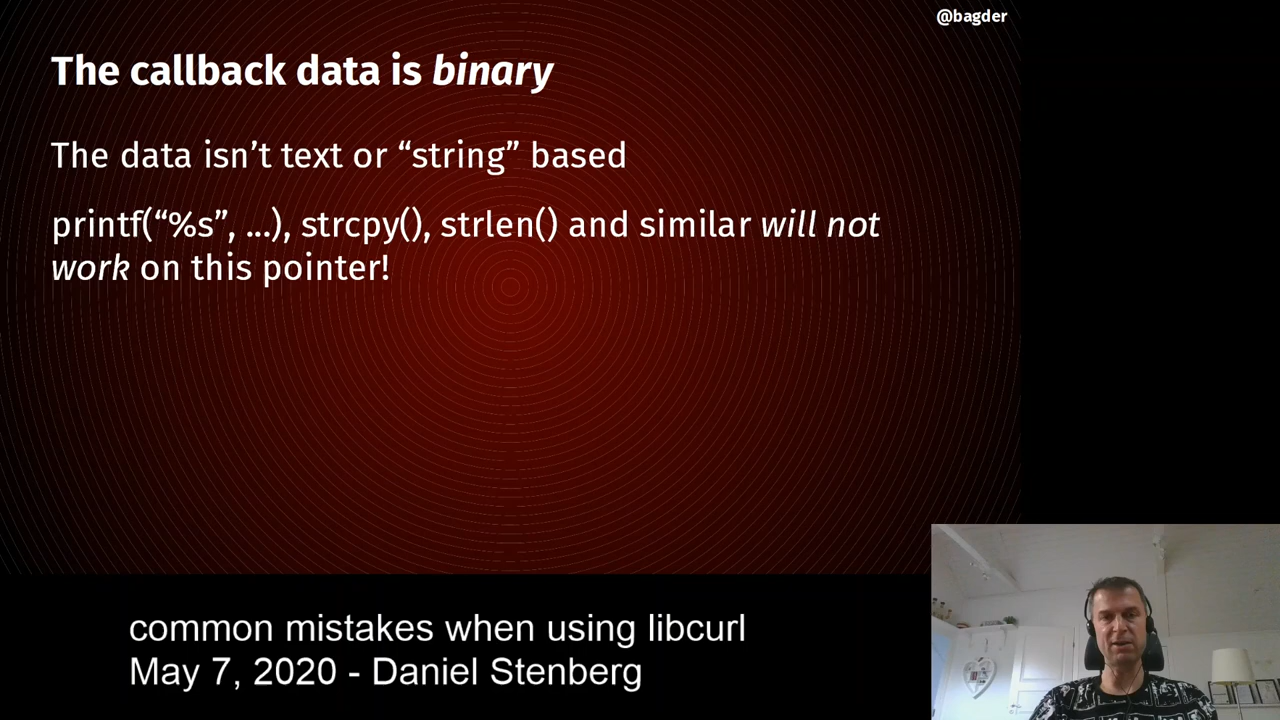 @bagder
The callback data is binary
The data isn’t text or “string” based
printf(“%s”, ...), strcpy(), strlen() and similar will not
work on this pointer!
common mistakes when using libcurl
May 7, 2020 - Daniel Stenberg